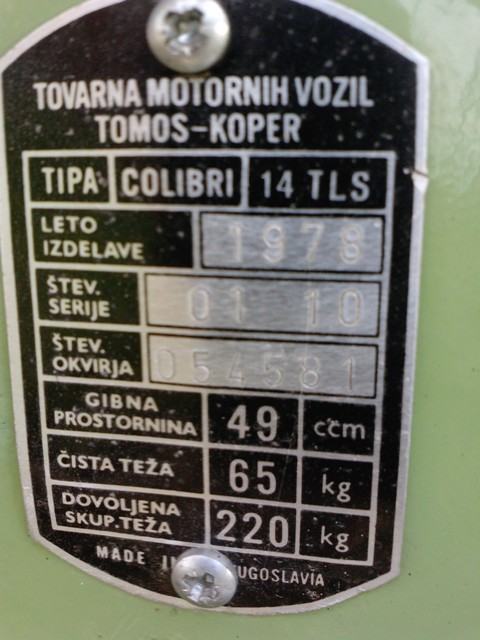 TOVARNA MOTORNIH VOZIL
TOMOS-KOPER
TIPA COLIBRI 14 TLS
LETO IZDELAVE 1978
ŠTEV. SERIJE 01 10
ŠTEV. OKVIRJA 054581
GIBNA PROSTORNINA 49 ccm
ČISTA TEŽA 65 kg
DOVOLJENA SKUP. TEŽA 220 kg
MADE UGOSLAVIA